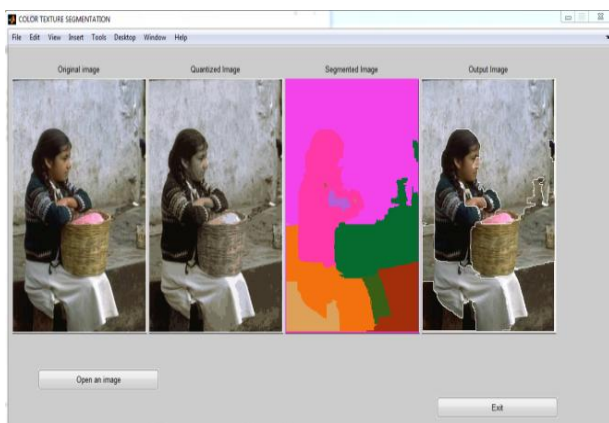 COLOR TEXTURE SEGMENTATION
File Edit View Insert Tools Desktop Window Help
Original image Quantized Image Segmented Image Output Image
Open an image
Exit